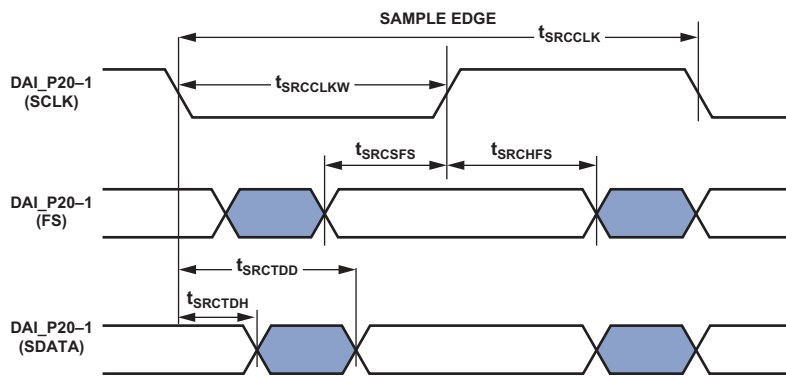 SAMPLE EDGE
tSRCCLK
DAI_P20–1
(SCLK)
tSRCCLKW
tSRCSFS
tSRCHFS
DAI_P20–1
(FS)
tSRCTDD
tSRCTDH
DAI_P20–1
(SDATA)